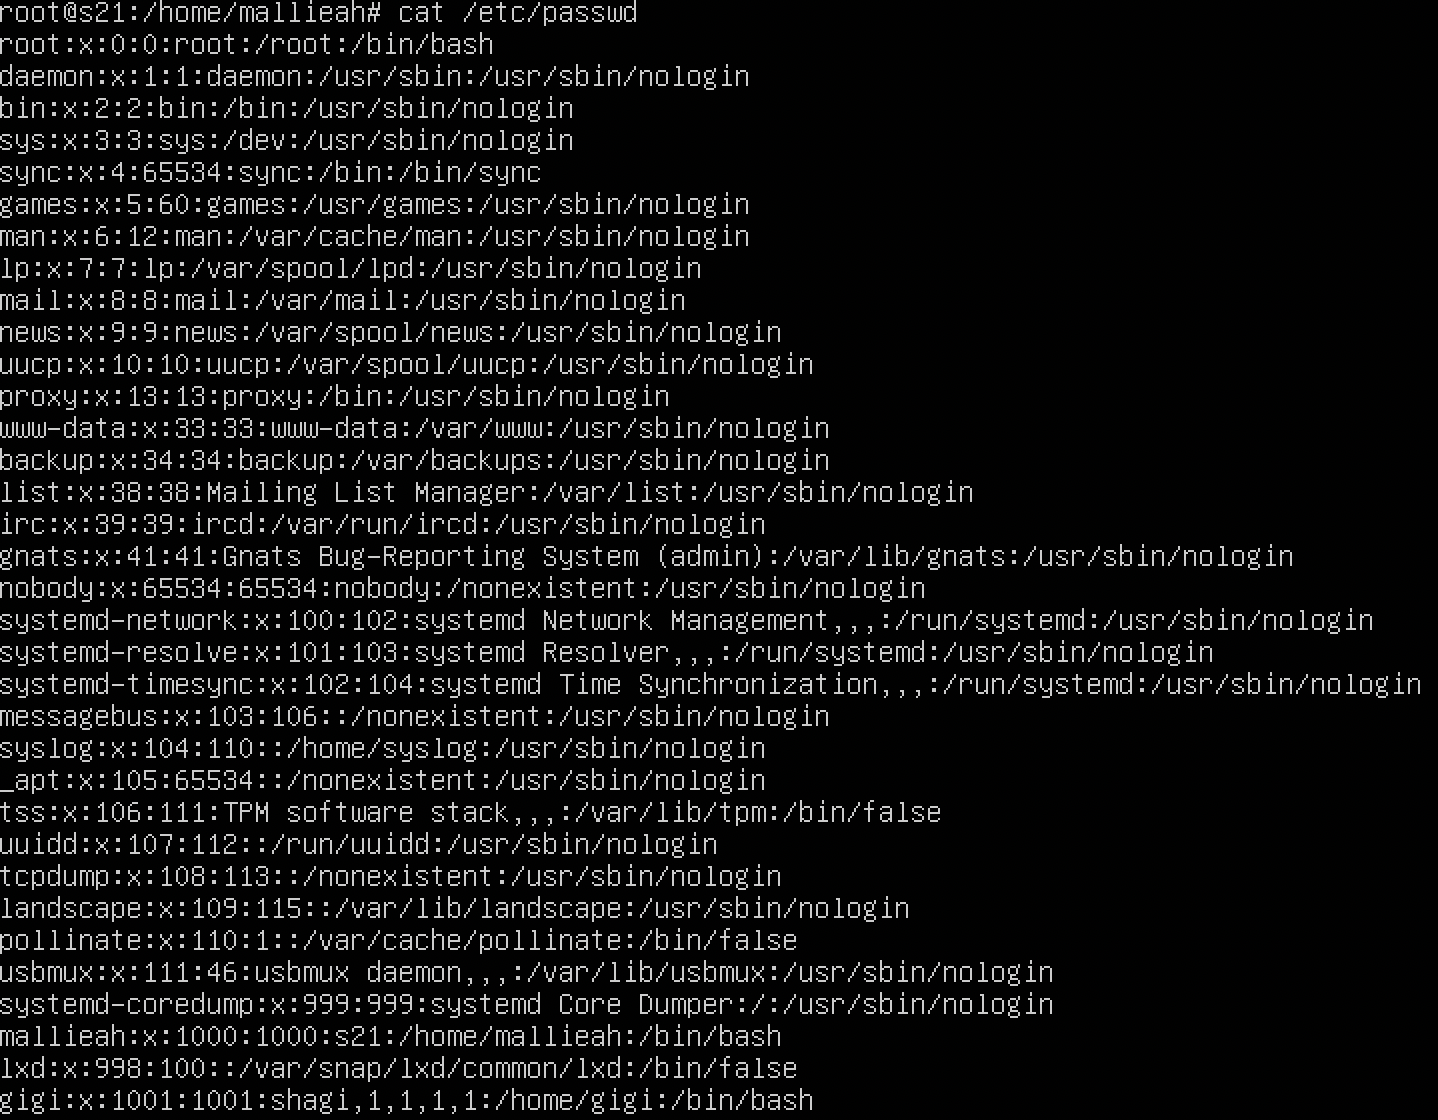 root@s21:/home/mallieah# cat /etc/passwd
root:x:0:0:root:/root:/bin/bash
daemon:x:1:1:daemon:/usr/sbin:/usr/sbin/nologin
bin:x:2:2:bin:/bin:/usr/sbin/nologin
sys:x:3:3:sys:/dev:/usr/sbin/nologin
sync:x:4:65534:sync:/bin:/bin/sync
games:x:5:60:games:/usr/games:/usr/sbin/nologin
man:x:6:12:man:/var/cache/man:/usr/sbin/nologin
lp:x:7:7:lp:/var/spool/lpd:/usr/sbin/nologin
mail:x:8:8:mail:/var/mail:/usr/sbin/nologin
news:x:9:9:news:/var/spool/news:/usr/sbin/nologin
uucp:x:10:10:uucp:/var/spool/uucp:/usr/sbin/nologin
proxy:x:13:13:proxy:/bin:/usr/sbin/nologin
www-data:x:33:33:www-data:/var/www:/usr/sbin/nologin
backup:x:34:34:backup:/var/backups:/usr/sbin/nologin
list:x:38:38:Mailing List Manager:/var/list:/usr/sbin/nologin
irc:x:39:39:ircd:/var/run/ircd:/usr/sbin/nologin
gnats:x:41:41:Gnats Bug-Reporting System (admin):/var/lib/gnats:/usr/sbin/nologin
nobody:x:65534:65534:nobody:/nonexistent:/usr/sbin/nologin
systemd-network:x:100:102:systemd Network Management,,,:/run/systemd:/usr/sbin/nologin
systemd-resolve:x:101:103:systemd Resolver,,,:/run/systemd:/usr/sbin/nologin
systemd-timesync:x:102:104:systemd Time Synchronization,,,:/run/systemd:/usr/sbin/nologin
messagebus:x:103:106::/nonexistent:/usr/sbin/nologin
syslog:x:104:110::/home/syslog:/usr/sbin/nologin
_apt:x:105:65534::/nonexistent:/usr/sbin/nologin
tss:x:106:111:TPM software stack,,,:/var/lib/tpm:/bin/false
uuidd:x:107:112::/run/uuidd:/usr/sbin/nologin
tcpdump:x:108:113::/nonexistent:/usr/sbin/nologin
landscape:x:109:115::/var/lib/landscape:/usr/sbin/nologin
pollinate:x:110:1::/var/cache/pollinate:/bin/false
usbmux:x:111:46:usbmux daemon,,,:/var/lib/usbmux:/usr/sbin/nologin
systemd-coredump:x:999:999:systemd Core Dumper:/:/usr/sbin/nologin
mallieah:x:1000:1000:s21:/home/mallieah:/bin/bash
lxd:x:998:100::/var/snap/lxd/common/lxd:/bin/false
gigi:x:1001:1001:shagi,1,1,1,1:/home/gigi:/bin/bash